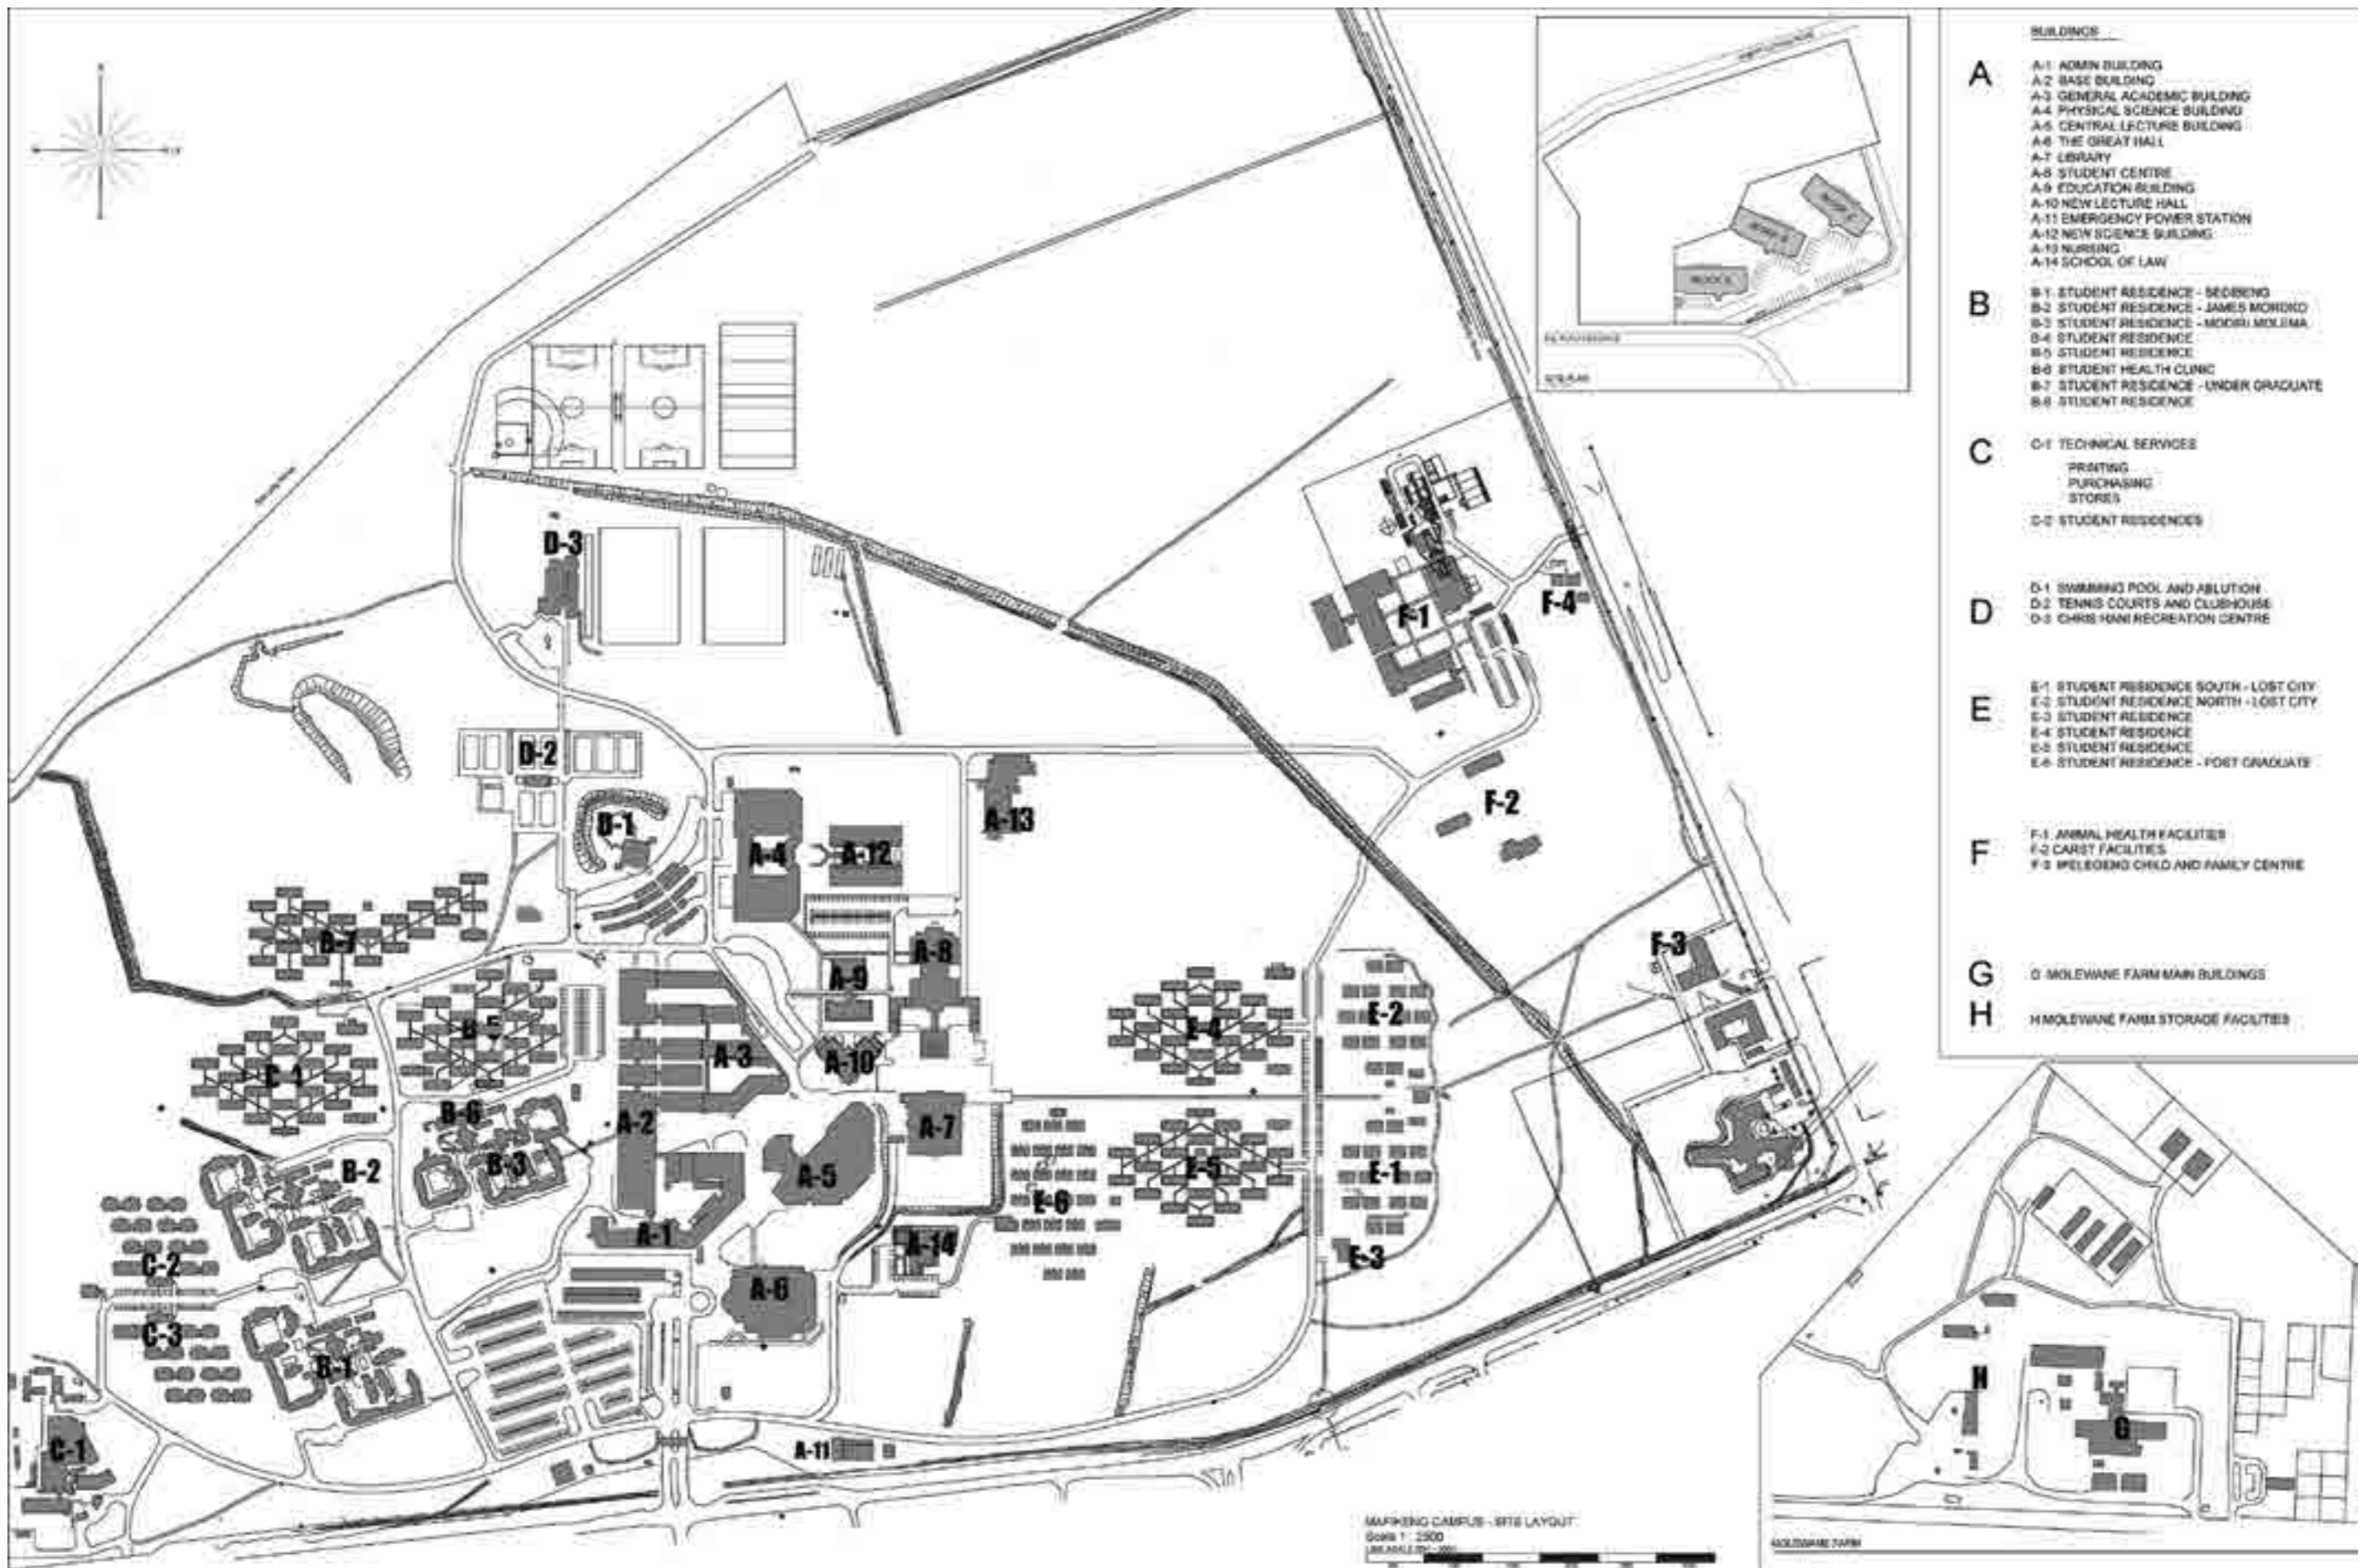 BUILDINGS
A
A-1 ADMIN BUILDING
A-2 BASE BUILDING
A-3 GENERAL ACADEMIC BUILDING
A-4 PHYSICAL SCIENCE BUILDING
A-5 CENTRAL LECTURE BUILDING
A-6 THE GREAT HALL
A-7 LIBRARY
A-8 STUDENT CENTRE
A-9 EDUCATION BUILDING
A-10 NEW LECTURE HALL
A-11 EMERGENCY POWER STATION
A-12 NEW SCIENCE BUILDING
A-13 NURSING
A-14 SCHOOL OF LAW
B
B-1 STUDENT RESIDENCE - SEDIBENG
B-2 STUDENT RESIDENCE - JAMES MOROKO
B-3 STUDENT RESIDENCE - MODIRI MOLEMA
B-4 STUDENT RESIDENCE
B-5 STUDENT RESIDENCE
B-6 STUDENT HEALTH CLINIC
B-7 STUDENT RESIDENCE - UNDER GRADUATE
B-8 STUDENT RESIDENCE
C
C-1 TECHNICAL SERVICES
PRINTING
PURCHASING
STORES
C-2 STUDENT RESIDENCES
D
D-1 SWIMMING POOL AND ABLUTION
D-2 TENNIS COURTS AND CLUBHOUSE
D-3 CHRIS HANI RECREATION CENTRE
E
E-1 STUDENT RESIDENCE SOUTH - LOST CITY
E-2 STUDENT RESIDENCE NORTH - LOST CITY
E-3 STUDENT RESIDENCE
E-4 STUDENT RESIDENCE
E-5 STUDENT RESIDENCE
E-6 STUDENT RESIDENCE - POST GRADUATE
F
F-1 ANIMAL HEALTH FACILITIES
F-2 CARST FACILITIES
F-3 IPELEGENG CHILD AND FAMILY CENTRE
G
G MOLEWANE FARM MAIN BUILDINGS
H
H MOLEWANE FARM STORAGE FACILITIES
BLOCK A
SITE PLAN
D-3
F-1
F-4
D-2
D-1
A-4
A-12
A-13
F-2
B-7
A-8
A-9
F-3
B-5
E-4
E-2
A-3
A-10
B-6
A-2
A-7
B-3
B-2
A-5
E-5
E-1
E-6
A-1
A-14
E-3
C-2
A-6
C-3
B-1
C-1
A-11
H
G
MAFIKENG CAMPUS - SITE LAYOUT
Scale 1 : 2500
MOLEWANE FARM